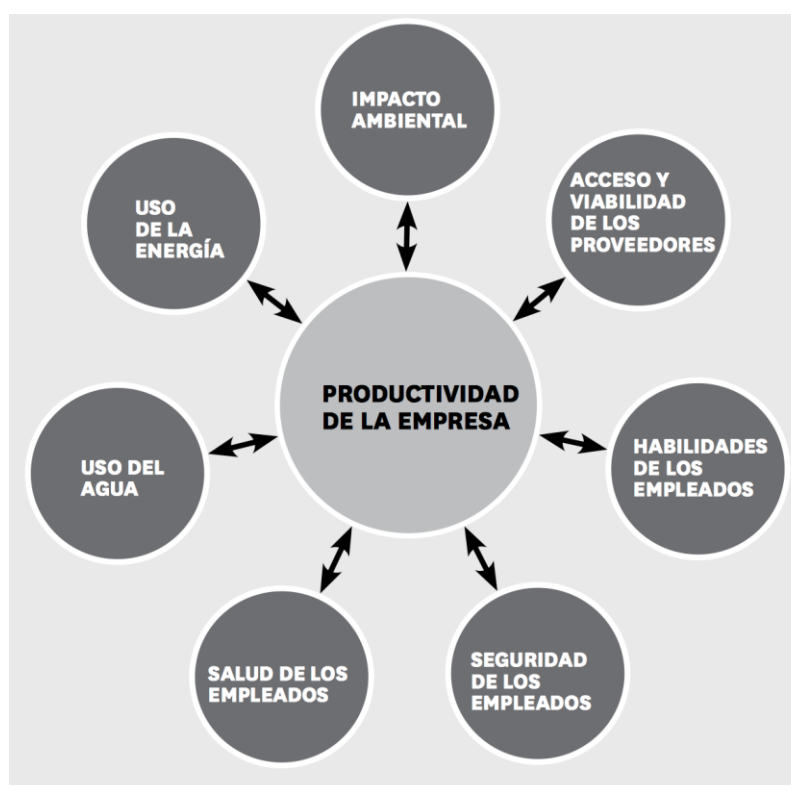 IMPACTO
AMBIENTAL
ACCESO Y
VIABILIDAD
DE LOS
PROVEEDORES
USO
DE LA
ENERGÍA
PRODUCTIVIDAD
DE LA EMPRESA
HABILIDADES
DE LOS
EMPLEADOS
USO DEL
AGUA
SEGURIDAD
DE LOS
EMPLEADOS
SALUD DE LOS
EMPLEADOS